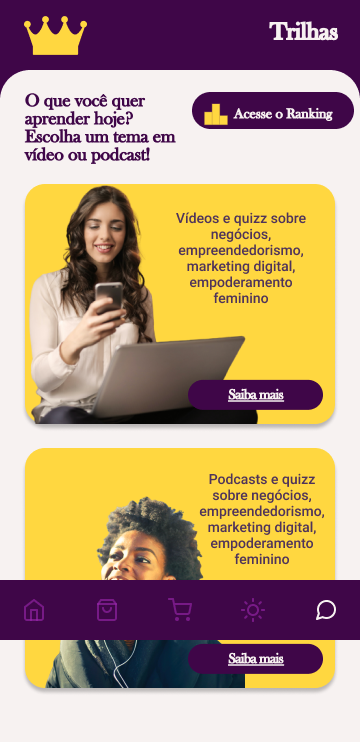 Trilhas
O que você quer
aprender hoje?
Escolha um tema em
vídeo ou podcast!
Acesse o Ranking
Vídeos e quizz sobre
negócios,
empreendedorismo,
marketing digital,
empoderamento
feminino
Saiba mais
Podcasts e quizz
sobre negócios,
empreendedorismo,
marketing digital,
empoderamento
feminino
Saiba mais